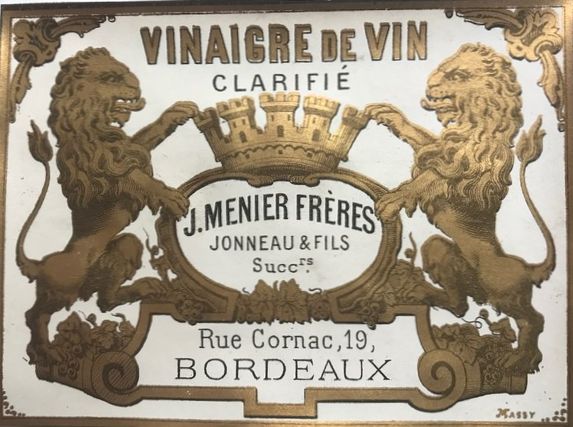 VINAIGRE DE VIN
CLARIFIÉ
J. MENIER FRÈRES
JONNEAU & FILS
Succrs.
Rue Cornac, 19,
BORDEAUX
MASSY